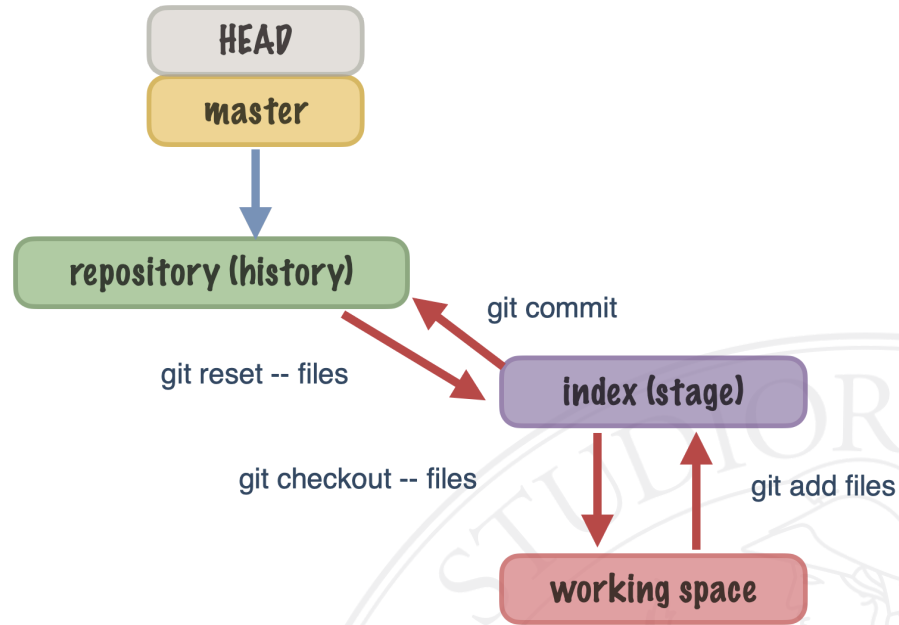 HEAD
master
repository (history)
git commit
git reset -- files
index (stage)
git checkout -- files
git add files
working space
STUDIOR